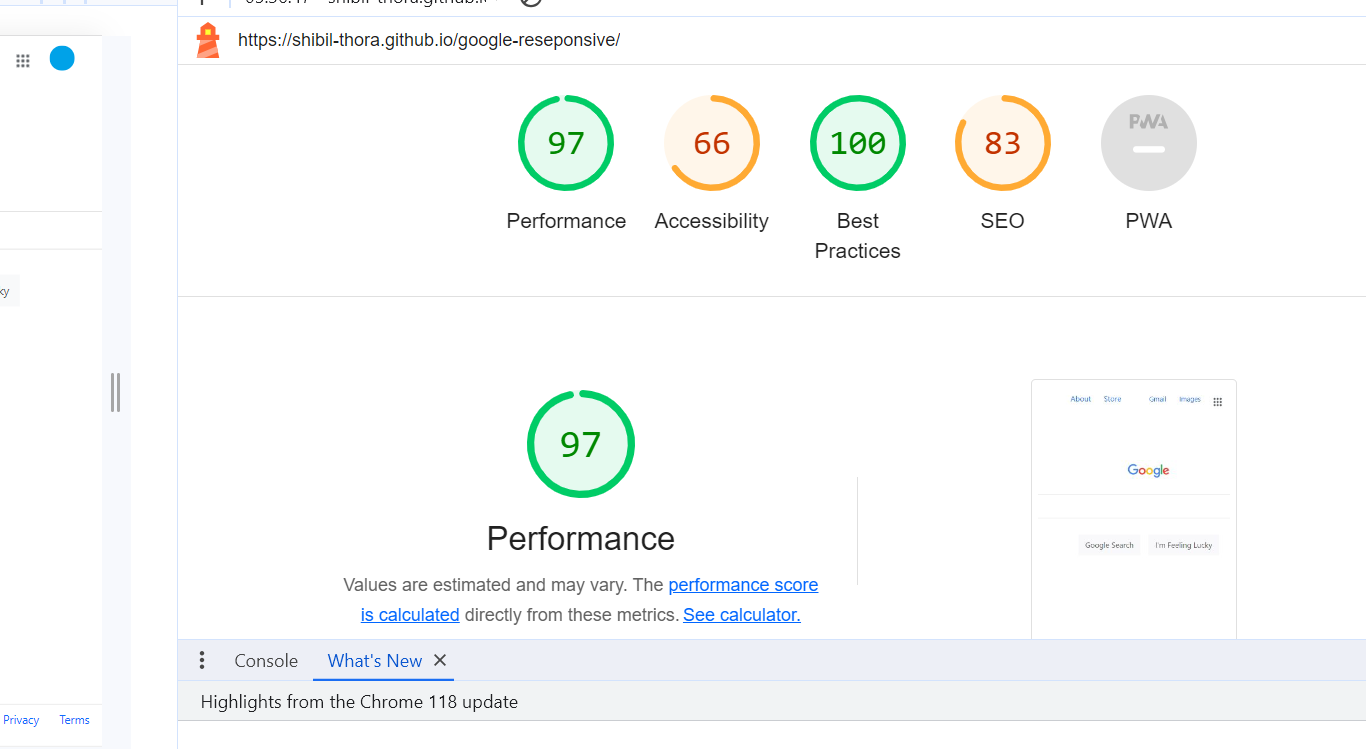 https://shibil-thora.github.io/google-reseponsive/
97
66
100
83
PWA
Performance
Accessibility
Best
Practices
SEO
PWA
97
Performance
Values are estimated and may vary. The performance score
is calculated directly from these metrics. See calculator.
About Store Gmail Images
Google
Google Search I'm Feeling Lucky
Privacy Terms
Console What's New
Highlights from the Chrome 118 update